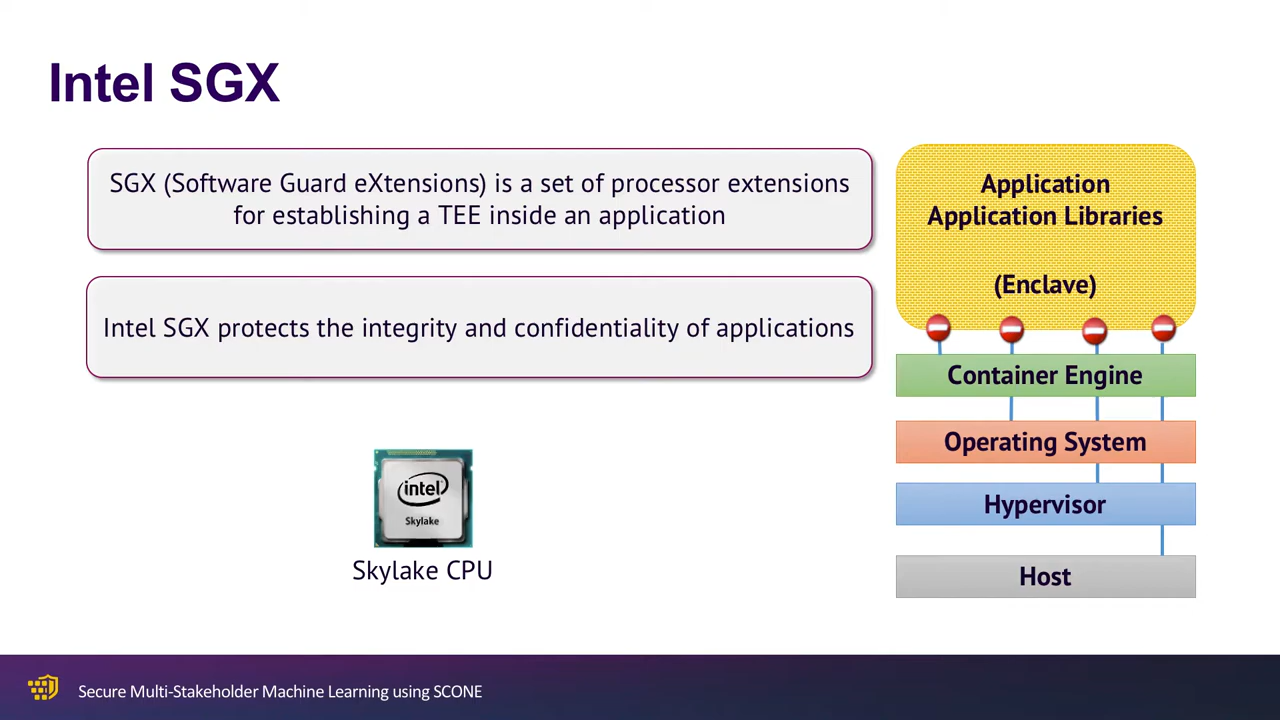 Intel SGX
SGX (Software Guard eXtensions) is a set of processor extensions
for establishing a TEE inside an application
Intel SGX protects the integrity and confidentiality of applications
intel
Skylake
Skylake CPU
Application
Application Libraries
(Enclave)
Container Engine
Operating System
Hypervisor
Host
Secure Multi-Stakeholder Machine Learning using SCONE